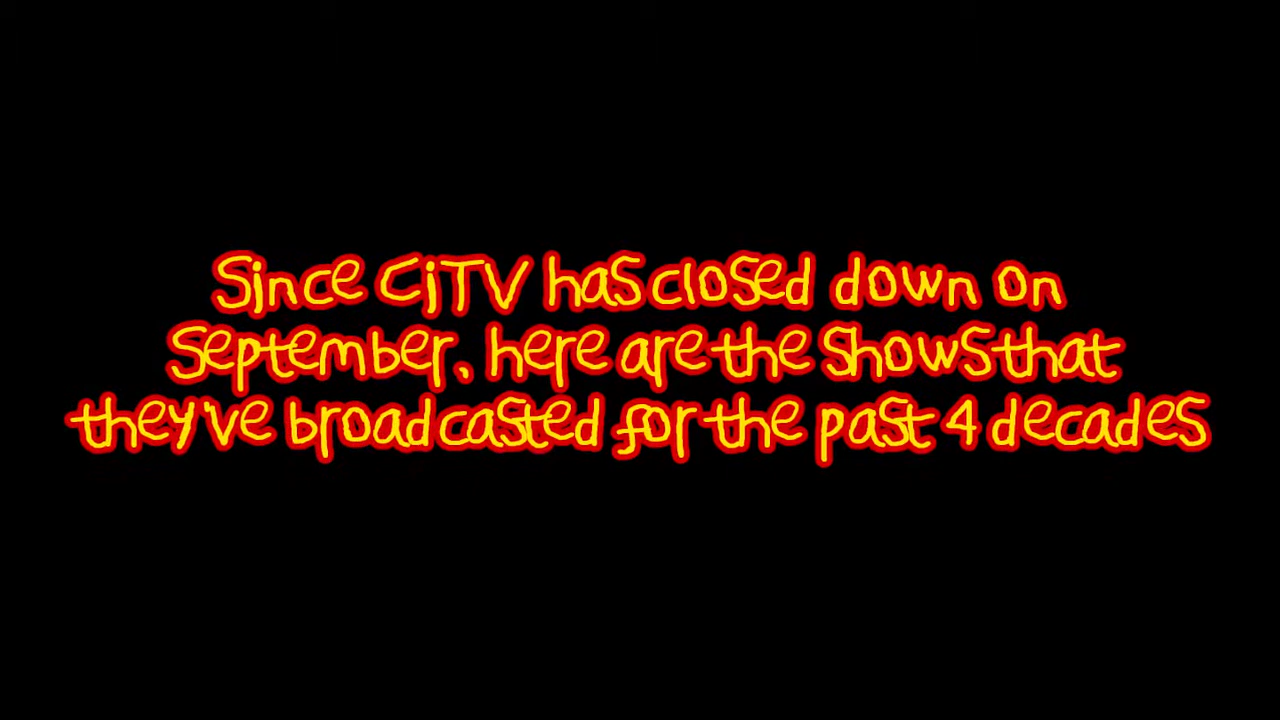 Since CiTV has closed down on
September, here are the shows that
they've broadcasted for the past 4 decades